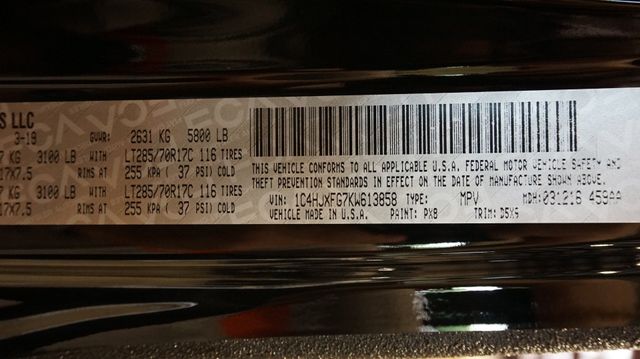 S LLC
3-19 GVWR: 2631 KG 5800 LB
KG 3100 LB WITH LT285/70R17C 116 TIRES
17X7.5 RIMS AT 255 KPA ( 37 PSI) COLD
KG 3100 LB WITH LT285/70R17C 116 TIRES
17X7.5 RIMS AT 255 KPA ( 37 PSI) COLD
THIS VEHICLE CONFORMS TO ALL APPLICABLE U.S.A. FEDERAL MOTOR VEHICLE SAFETY AND
THEFT PREVENTION STANDARDS IN EFFECT ON THE DATE OF MANUFACTURE SHOWN ABOVE.
VIN: 1C4HJXFG7KW613858 TYPE: MPV MDH: 031216 459AA
VEHICLE MADE IN U.S.A. PAINT: PX8 TRIM: D5X9